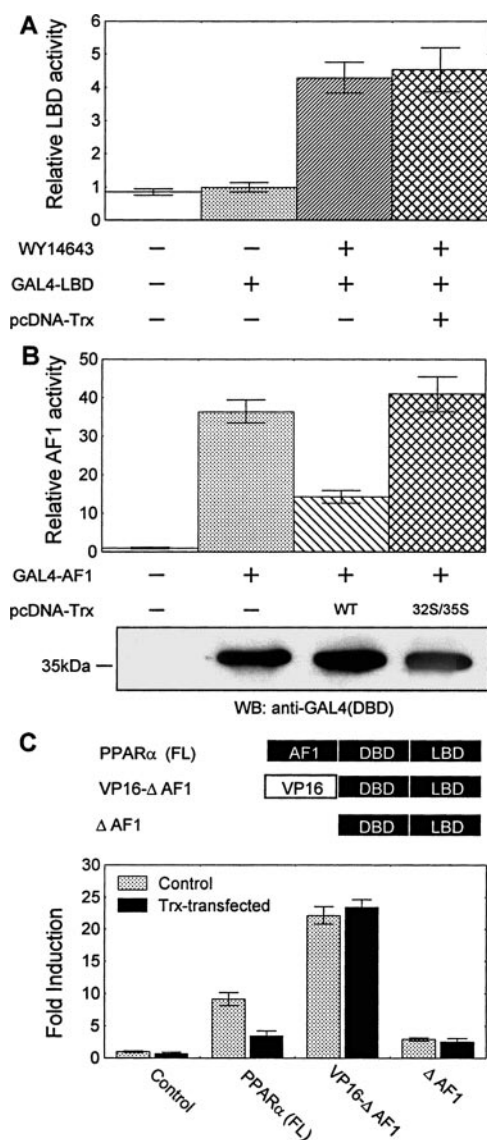 A
Relative LBD activity
6
5
4
3
2
1
0
WY14643 − − + +
GAL4-LBD − + + +
pcDNA-Trx − − − +
B
Relative AF1 activity
50
40
30
20
10
0
GAL4-AF1 − + + +
pcDNA-Trx − − WT 32S/35S
35kDa
WB: anti-GAL4(DBD)
C
PPARα (FL) AF1 DBD LBD
VP16-Δ AF1 VP16 DBD LBD
Δ AF1 DBD LBD
Fold Induction
30
25
20
15
10
5
0
Control
Trx-transfected
Control PPARα (FL) VP16-Δ AF1 Δ AF1